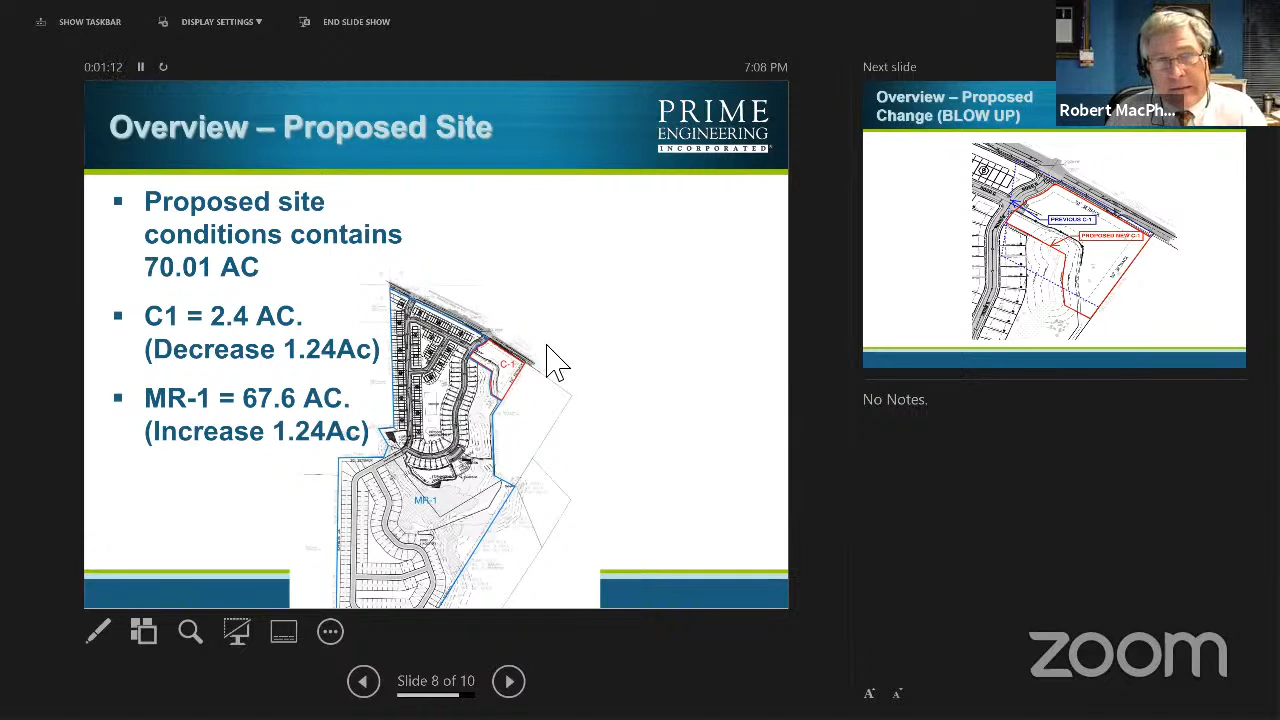 SHOW TASKBAR
DISPLAY SETTINGS ▼
END SLIDE SHOW
0:01:12
7:08 PM
Overview – Proposed Site
PRIME
ENGINEERING
INCORPORATED
▪ Proposed site
conditions contains
70.01 AC
▪ C1 = 2.4 AC.
(Decrease 1.24Ac)
▪ MR-1 = 67.6 AC.
(Increase 1.24Ac)
C-1
MR-1
Slide 8 of 10
Next slide
Overview – Proposed
Change (BLOW UP)
PREVIOUS C-1
PROPOSED NEW C-1
50' SETBACK
No Notes.
Robert MacPh...
zoom
A
A